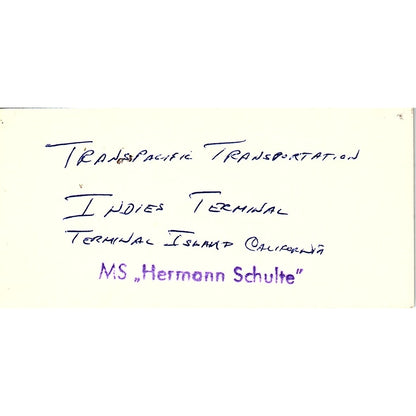 TRANSPACIFIC TRANSPORTATION
INDIES TERMINAL
TERMINAL ISLAND CALIFORNIA
MS „Hermann Schulte"